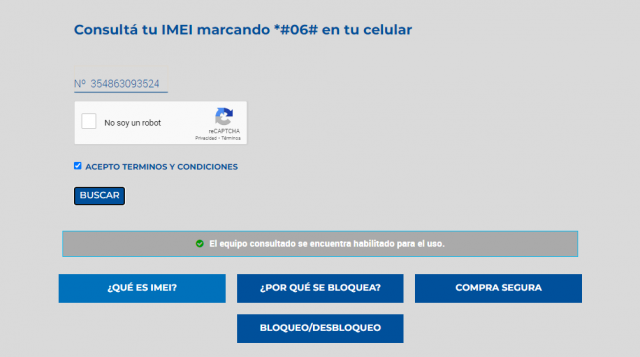 Consultá tu IMEI marcando *#06# en tu celular
Nº 354863093524
No soy un robot
reCAPTCHA
Privacidad - Términos
ACEPTO TERMINOS Y CONDICIONES
BUSCAR
El equipo consultado se encuentra habilitado para el uso.
¿QUÉ ES IMEI?
¿POR QUÉ SE BLOQUEA?
COMPRA SEGURA
BLOQUEO/DESBLOQUEO